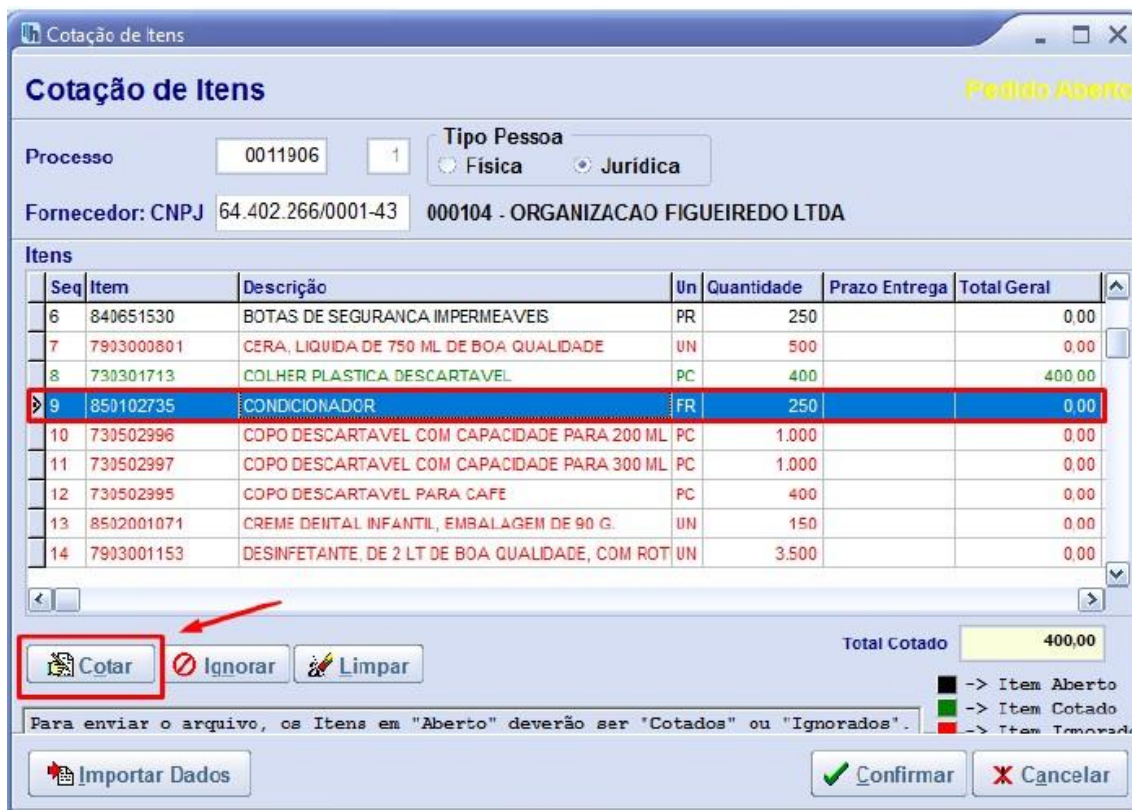 Cotação de Itens
Cotação de Itens
Pedido Aberto
Processo 0011906 1 Tipo Pessoa
Física Jurídica
Fornecedor: CNPJ 64.402.266/0001-43 000104 - ORGANIZACAO FIGUEIREDO LTDA
Itens
Seq Item Descrição Un Quantidade Prazo Entrega Total Geral
6 840651530 BOTAS DE SEGURANCA IMPERMEAVEIS PR 250 0,00
7 7903000801 CERA, LIQUIDA DE 750 ML DE BOA QUALIDADE UN 500 0,00
8 730301713 COLHER PLASTICA DESCARTAVEL PC 400 400,00
9 850102735 CONDICIONADOR FR 250 0,00
10 730502996 COPO DESCARTAVEL COM CAPACIDADE PARA 200 ML PC 1.000 0,00
11 730502997 COPO DESCARTAVEL COM CAPACIDADE PARA 300 ML PC 1.000 0,00
12 730502995 COPO DESCARTAVEL PARA CAFE PC 400 0,00
13 8502001071 CREME DENTAL INFANTIL, EMBALAGEM DE 90 G. UN 150 0,00
14 7903001153 DESINFETANTE, DE 2 LT DE BOA QUALIDADE, COM ROT UN 3.500 0,00
Cotar Ignorar Limpar
Total Cotado 400,00
-> Item Aberto
-> Item Cotado
-> Item Ignorad
Para enviar o arquivo, os Itens em "Aberto" deverão ser "Cotados" ou "Ignorados".
Importar Dados Confirmar Cancelar